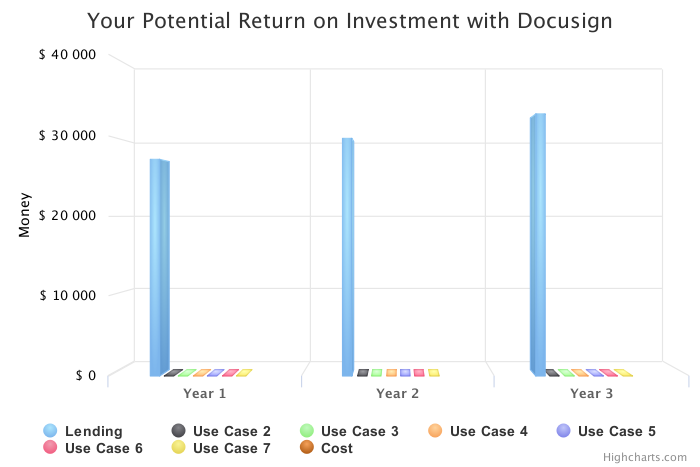 Your Potential Return on Investment with Docusign
$ 40 000
$ 30 000
$ 20 000
$ 10 000
$ 0
Money
Year 1
Year 2
Year 3
Lending Use Case 2 Use Case 3 Use Case 4 Use Case 5
Use Case 6 Use Case 7 Cost
Highcharts.com